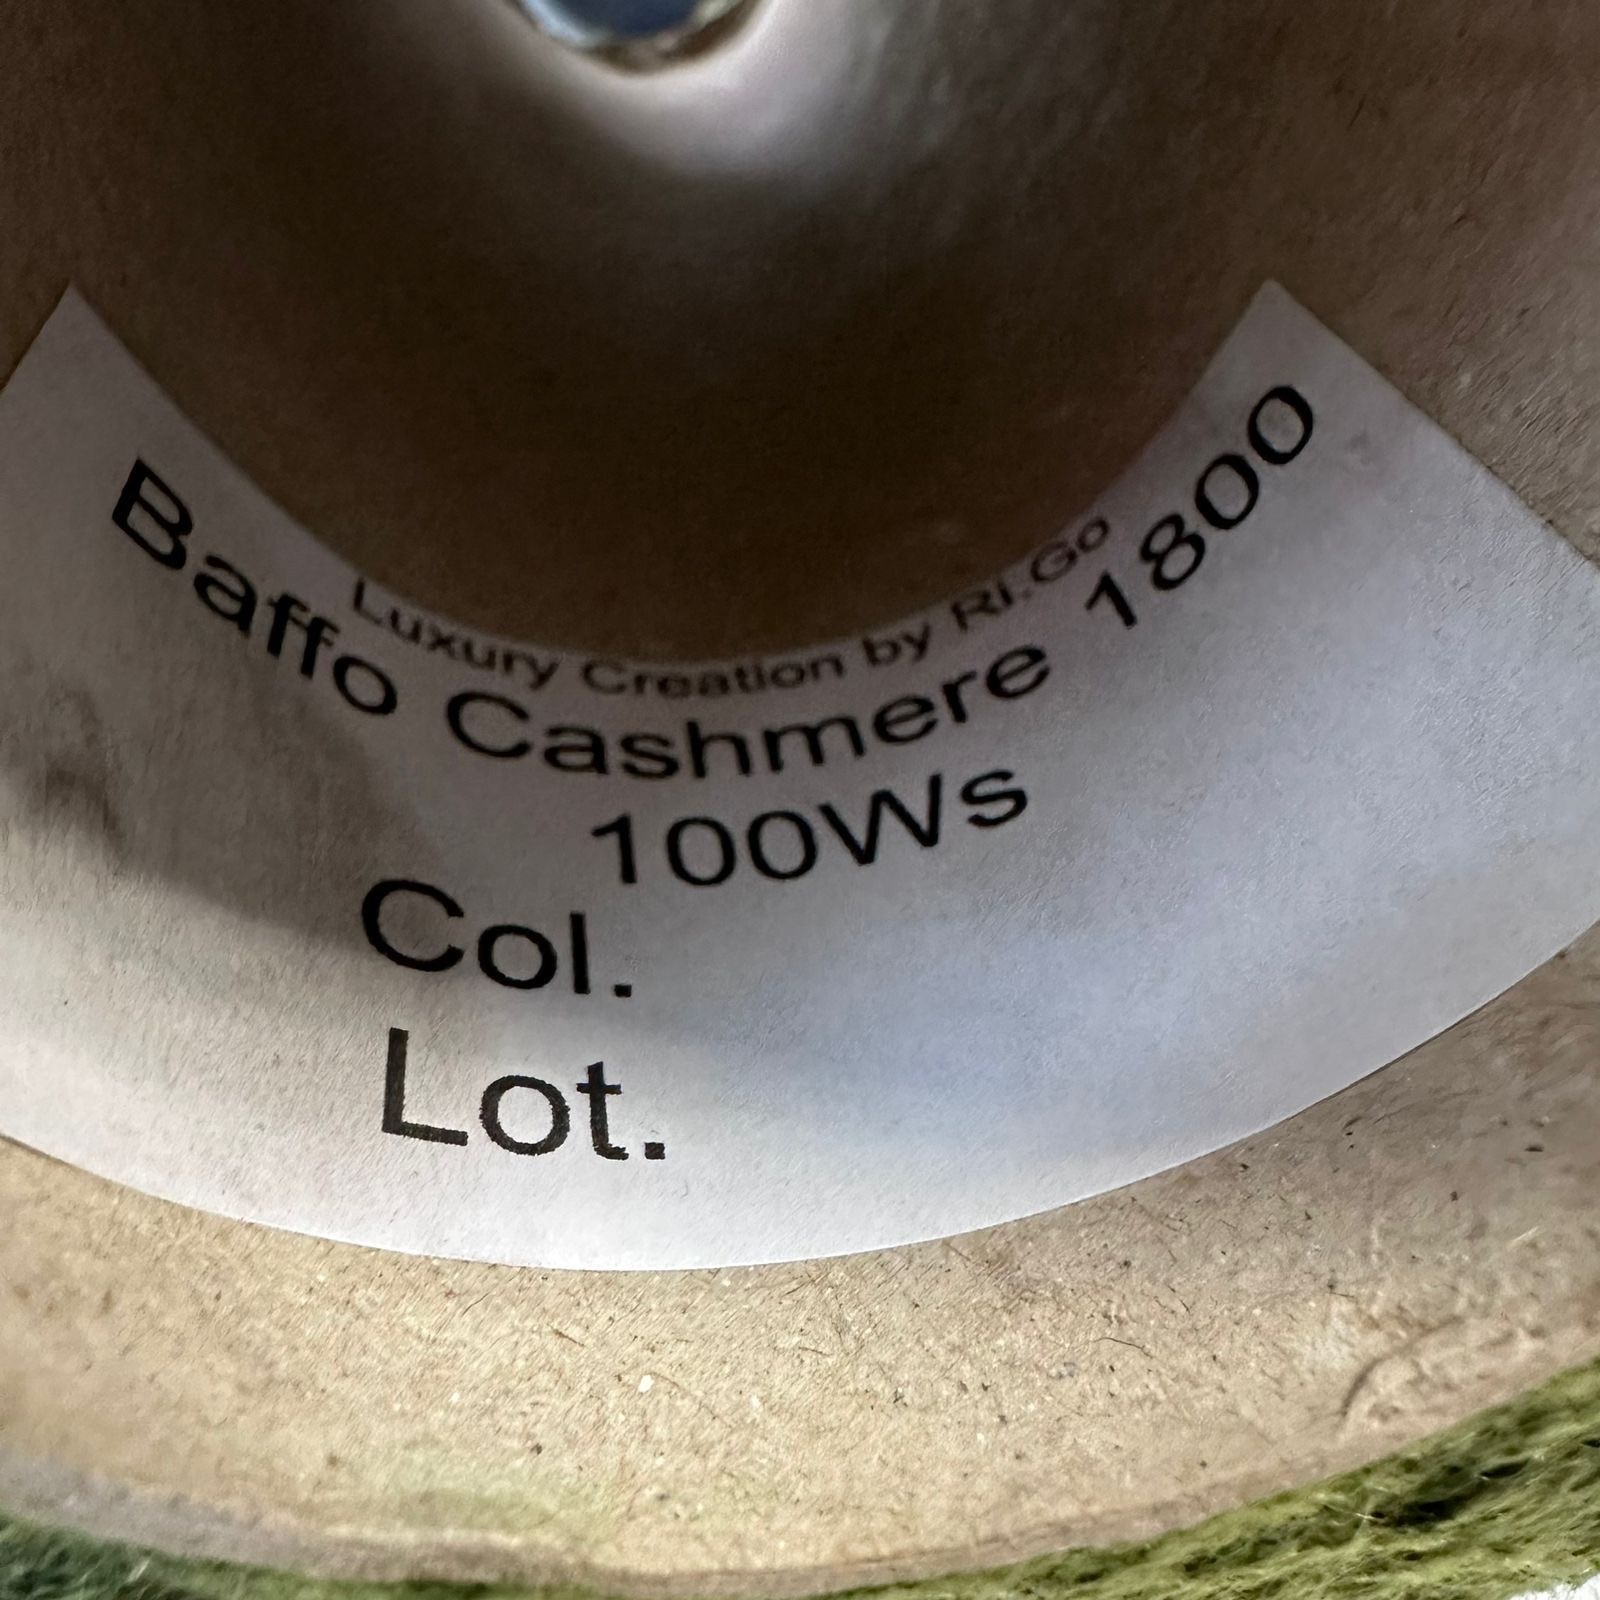 Luxury Creation by Ri.Go
Baffo Cashmere 1800
100Ws
Col.
Lot.